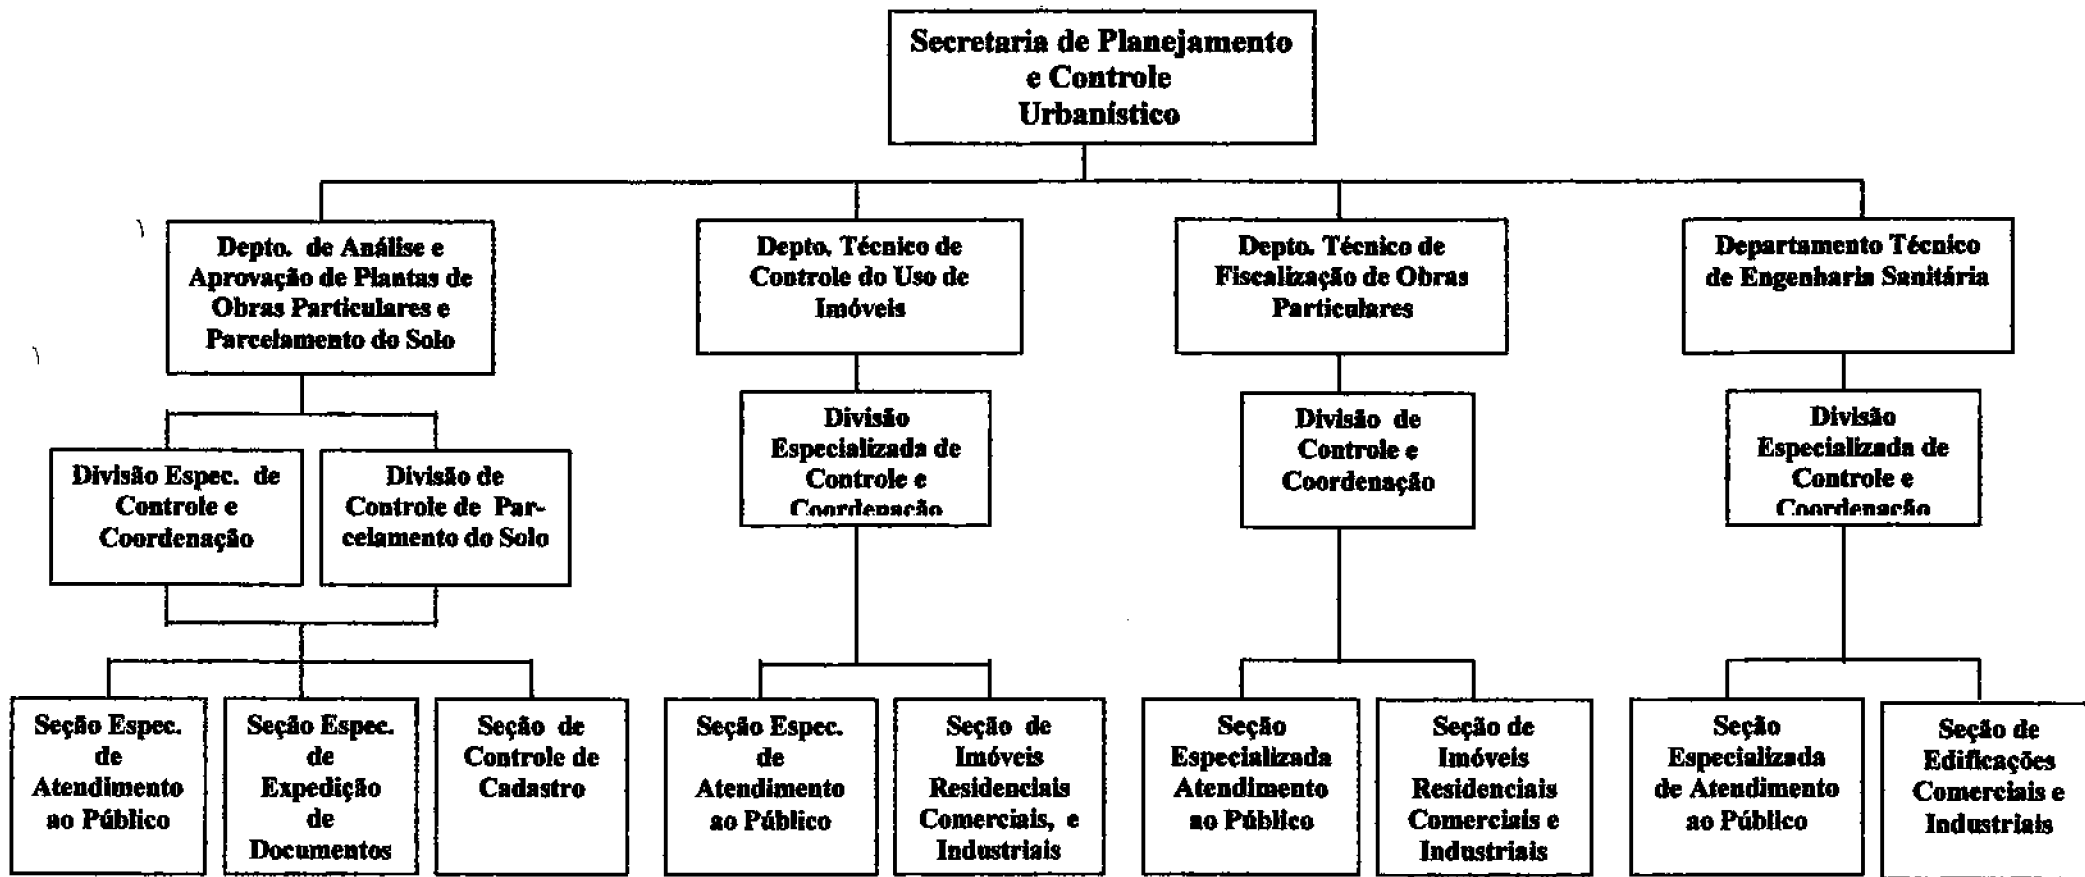 Secretaria de Planejamento
e Controle
Urbanístico
Depto. de Análise e
Aprovação de Plantas de
Obras Particulares e
Parcelamento do Solo
Depto. Técnico de
Controle do Uso de
Imóveis
Depto. Técnico de
Fiscalização de Obras
Particulares
Departamento Técnico
de Engenharia Sanitária
Divisão Espec. de
Controle e
Coordenação
Divisão de
Controle de Par-
celamento do Solo
Divisão
Especializada de
Controle e
Coordenação
Divisão de
Controle e
Coordenação
Divisão
Especializada de
Controle e
Coordenação
Seção Espec.
de
Atendimento
ao Público
Seção Espec.
de
Expedição
de
Documentos
Seção de
Controle de
Cadastro
Seção Espec.
de
Atendimento
ao Público
Seção de
Imóveis
Residenciais
Comerciais, e
Industriais
Seção
Especializada
Atendimento
ao Público
Seção de
Imóveis
Residenciais
Comerciais e
Industriais
Seção
Especializada
de Atendimento
ao Público
Seção de
Edificações
Comerciais e
Industriais